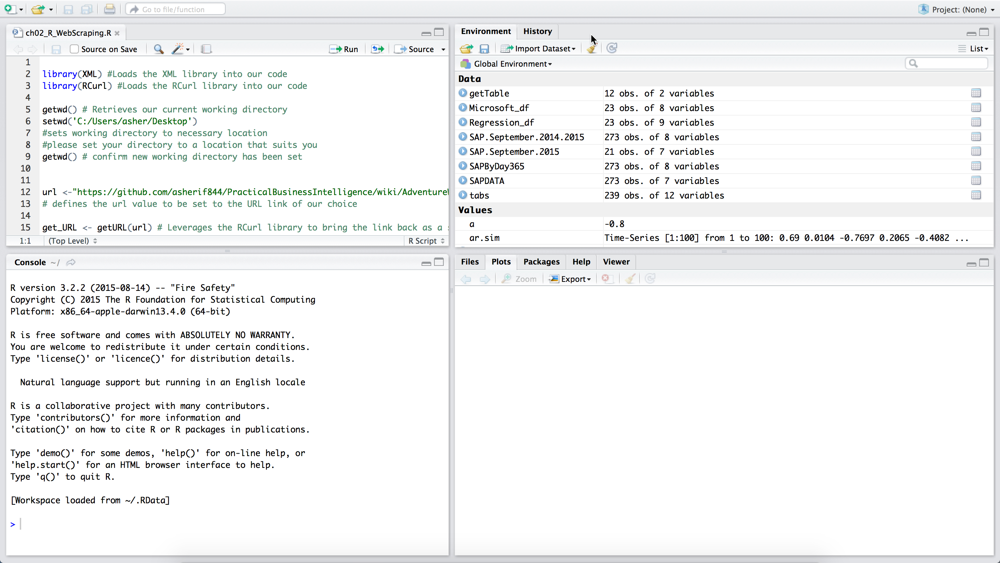 Go to file/function
Project: (None)
ch02_R_WebScraping.R
Source on Save
Run
Source
1
2 library(XML) #Loads the XML library into our code
3 library(RCurl) #Loads the RCurl library into our code
4
5 getwd() # Retrieves our current working directory
6 setwd('C:/Users/asher/Desktop')
7 #sets working directory to necessary location
8 #please set your directory to a location that suits you
9 getwd() # confirm new working directory has been set
10
11
12 url <-"https://github.com/asherif844/PracticalBusinessIntelligence/wiki/Adventure
13 # defines the url value to be set to the URL link of our choice
14
15 get_URL <- getURL(url) # Leverages the RCurl library to bring the link back as a
1:1 (Top Level) R Script
Environment History
Import Dataset List
Global Environment
Data
getTable 12 obs. of 2 variables
Microsoft_df 23 obs. of 8 variables
Regression_df 23 obs. of 9 variables
SAP.September.2014.2015 273 obs. of 8 variables
SAP.September.2015 21 obs. of 7 variables
SAPByDay365 273 obs. of 8 variables
SAPDATA 273 obs. of 7 variables
tabs 239 obs. of 12 variables
Values
a -0.8
ar.sim Time-Series [1:100] from 1 to 100: 0.69 0.0104 -0.7697 0.2065 -0.4082 ...
Console ~/
R version 3.2.2 (2015-08-14) -- "Fire Safety"
Copyright (C) 2015 The R Foundation for Statistical Computing
Platform: x86_64-apple-darwin13.4.0 (64-bit)
R is free software and comes with ABSOLUTELY NO WARRANTY.
You are welcome to redistribute it under certain conditions.
Type 'license()' or 'licence()' for distribution details.
Natural language support but running in an English locale
R is a collaborative project with many contributors.
Type 'contributors()' for more information and
'citation()' on how to cite R or R packages in publications.
Type 'demo()' for some demos, 'help()' for on-line help, or
'help.start()' for an HTML browser interface to help.
Type 'q()' to quit R.
[Workspace loaded from ~/.RData]
>
Files Plots Packages Help Viewer
Zoom Export